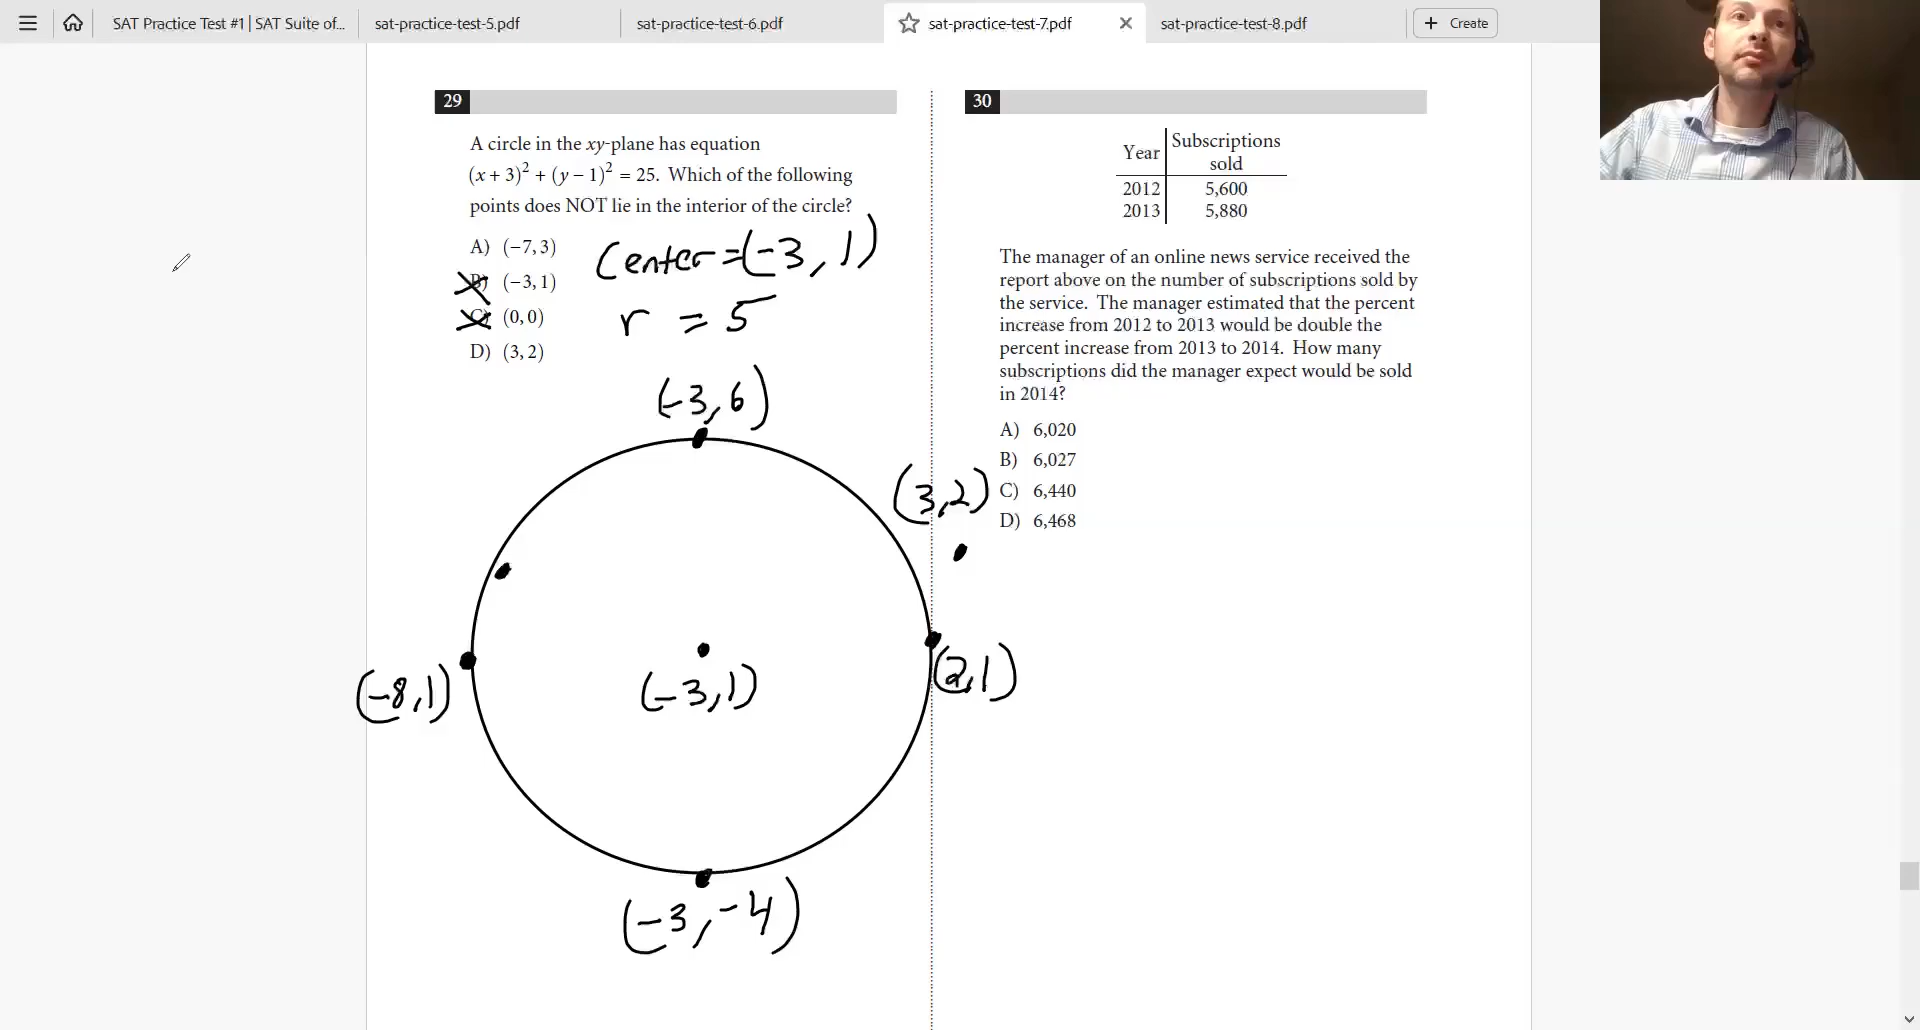 SAT Practice Test #1 | SAT Suite of...
sat-practice-test-5.pdf
sat-practice-test-6.pdf
sat-practice-test-7.pdf
sat-practice-test-8.pdf
+ Create
29
A circle in the xy-plane has equation
(x + 3)² + (y − 1)² = 25. Which of the following
points does NOT lie in the interior of the circle?
A) (−7, 3)
B) (−3, 1)
C) (0, 0)
D) (3, 2)
Center = (-3, 1)
r = 5
(-3, 6)
(3, 2)
(-8, 1)
(-3, 1)
(2, 1)
(-3, -4)
30
Year Subscriptions sold
2012 5,600
2013 5,880
The manager of an online news service received the
report above on the number of subscriptions sold by
the service. The manager estimated that the percent
increase from 2012 to 2013 would be double the
percent increase from 2013 to 2014. How many
subscriptions did the manager expect would be sold
in 2014?
A) 6,020
B) 6,027
C) 6,440
D) 6,468